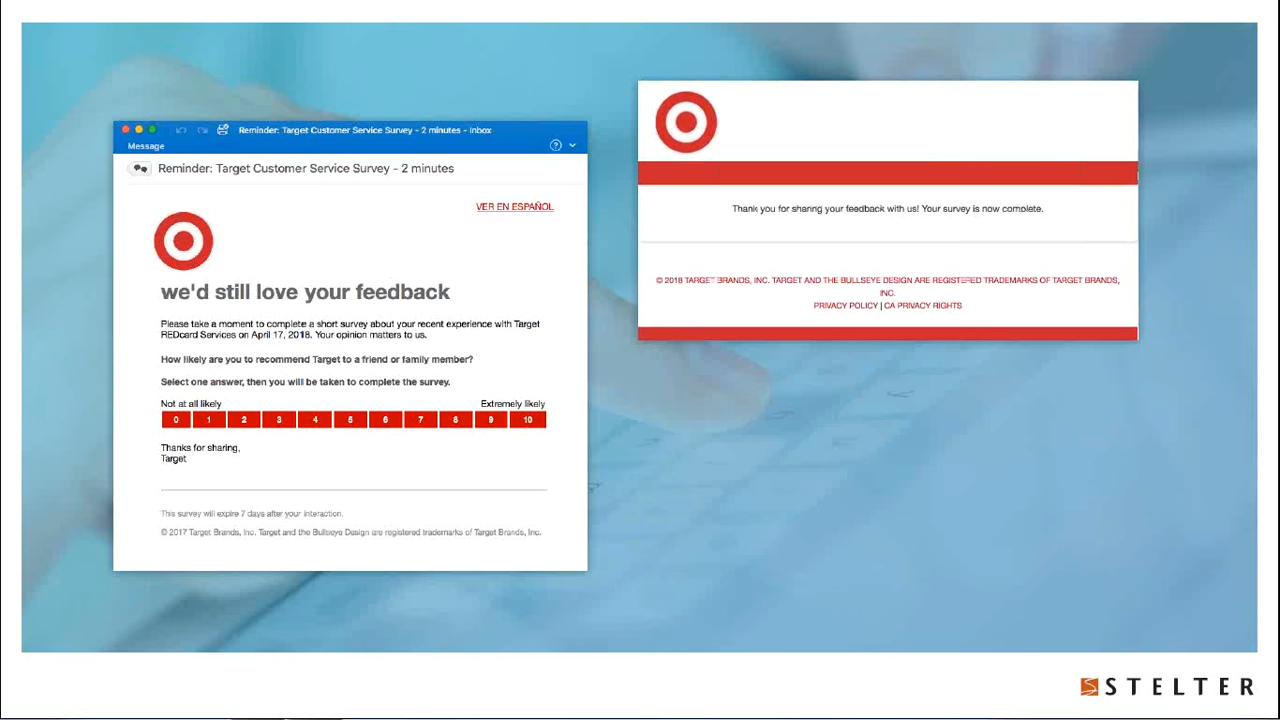 Reminder: Target Customer Service Survey - 2 minutes - Inbox
Message
?
Reminder: Target Customer Service Survey - 2 minutes
VER EN ESPAÑOL
we'd still love your feedback
Please take a moment to complete a short survey about your recent experience with Target
REDcard Services on April 17, 2018. Your opinion matters to us.
How likely are you to recommend Target to a friend or family member?
Select one answer, then you will be taken to complete the survey.
Not at all likely Extremely likely
0 1 2 3 4 5 6 7 8 9 10
Thanks for sharing,
Target
This survey will expire 7 days after your interaction.
© 2017 Target Brands, Inc. Target and the Bullseye Design are registered trademarks of Target Brands, Inc.
Thank you for sharing your feedback with us! Your survey is now complete.
© 2018 TARGET BRANDS, INC. TARGET AND THE BULLSEYE DESIGN ARE REGISTERED TRADEMARKS OF TARGET BRANDS,
INC.
PRIVACY POLICY | CA PRIVACY RIGHTS
STELTER